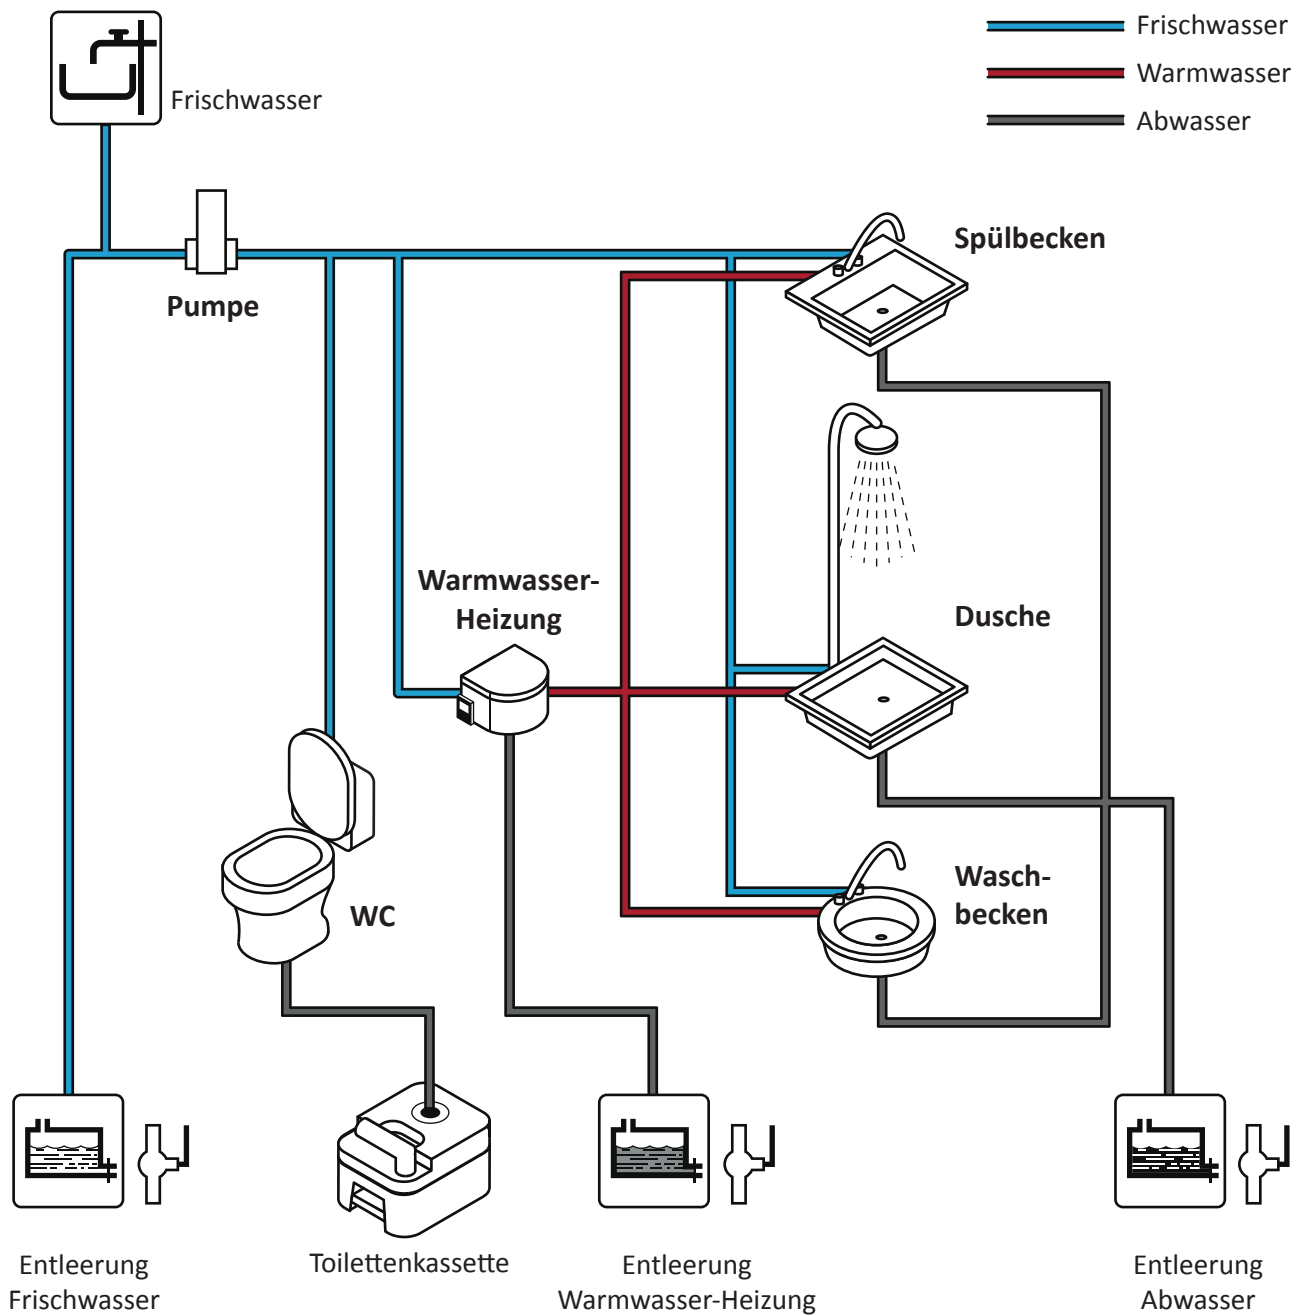 Frischwasser
Warmwasser
Abwasser
Frischwasser
Pumpe
Spülbecken
Warmwasser-
Heizung
Dusche
WC
Wasch-
becken
Entleerung
Frischwasser
Toilettenkassette
Entleerung
Warmwasser-Heizung
Entleerung
Abwasser